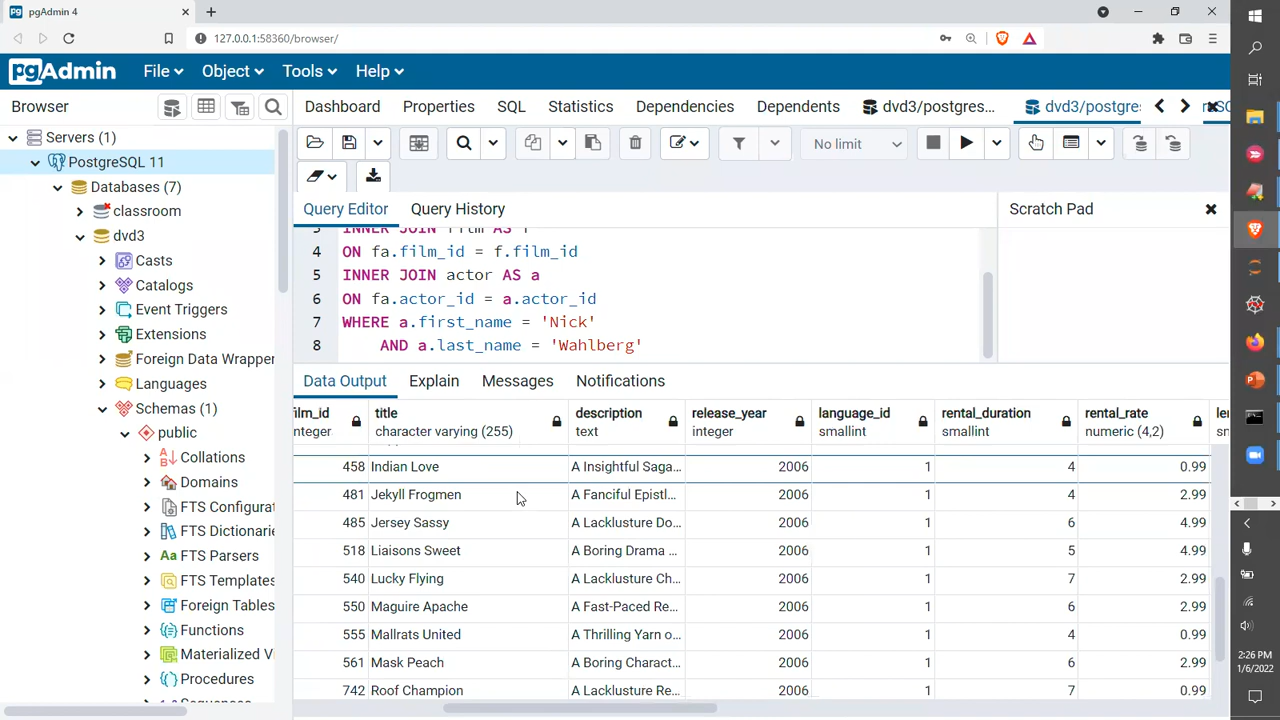 pgAdmin 4
127.0.0.1:58360/browser/
pgAdmin File Object Tools Help
Browser
Dashboard Properties SQL Statistics Dependencies Dependents dvd3/postgres... dvd3/postgres
No limit
Servers (1)
PostgreSQL 11
Databases (7)
classroom
dvd3
Casts
Catalogs
Event Triggers
Extensions
Foreign Data Wrapper
Languages
Schemas (1)
public
Collations
Domains
FTS Configurat
FTS Dictionarie
Aa FTS Parsers
FTS Templates
Foreign Tables
Functions
Materialized Vi
Procedures
Query Editor Query History
Scratch Pad
3 INNER JOIN film AS f
4 ON fa.film_id = f.film_id
5 INNER JOIN actor AS a
6 ON fa.actor_id = a.actor_id
7 WHERE a.first_name = 'Nick'
8 AND a.last_name = 'Wahlberg'
Data Output Explain Messages Notifications
film_id title description release_year language_id rental_duration rental_rate
integer character varying (255) text integer smallint smallint numeric (4,2)
458 Indian Love A Insightful Saga... 2006 1 4 0.99
481 Jekyll Frogmen A Fanciful Epistl... 2006 1 4 2.99
485 Jersey Sassy A Lacklusture Do... 2006 1 6 4.99
518 Liaisons Sweet A Boring Drama ... 2006 1 5 4.99
540 Lucky Flying A Lacklusture Ch... 2006 1 7 2.99
550 Maguire Apache A Fast-Paced Re... 2006 1 6 2.99
555 Mallrats United A Thrilling Yarn o... 2006 1 4 0.99
561 Mask Peach A Boring Charact... 2006 1 6 2.99
742 Roof Champion A Lacklusture Re... 2006 1 7 0.99
2:26 PM
1/6/2022